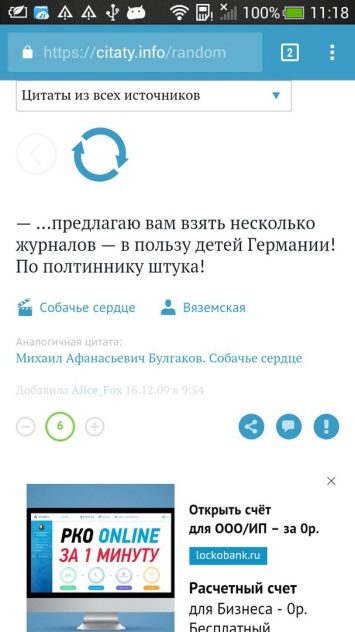 100% 11:18
https://citaty.info/random
2
Цитаты из всех источников
— ...предлагаю вам взять несколько
журналов — в пользу детей Германии!
По полтиннику штука!
Собачье сердце Вяземская
Аналогичная цитата:
Михаил Афанасьевич Булгаков. Собачье сердце
Добавила Alice_Fox 16.12.09 в 9:54
6
РКО ONLINE
ЗА 1 МИНУТУ
Открыть счёт
для ООО/ИП – за 0р.
lockobank.ru
Расчетный счет
для Бизнеса - 0р.
Бесплатный